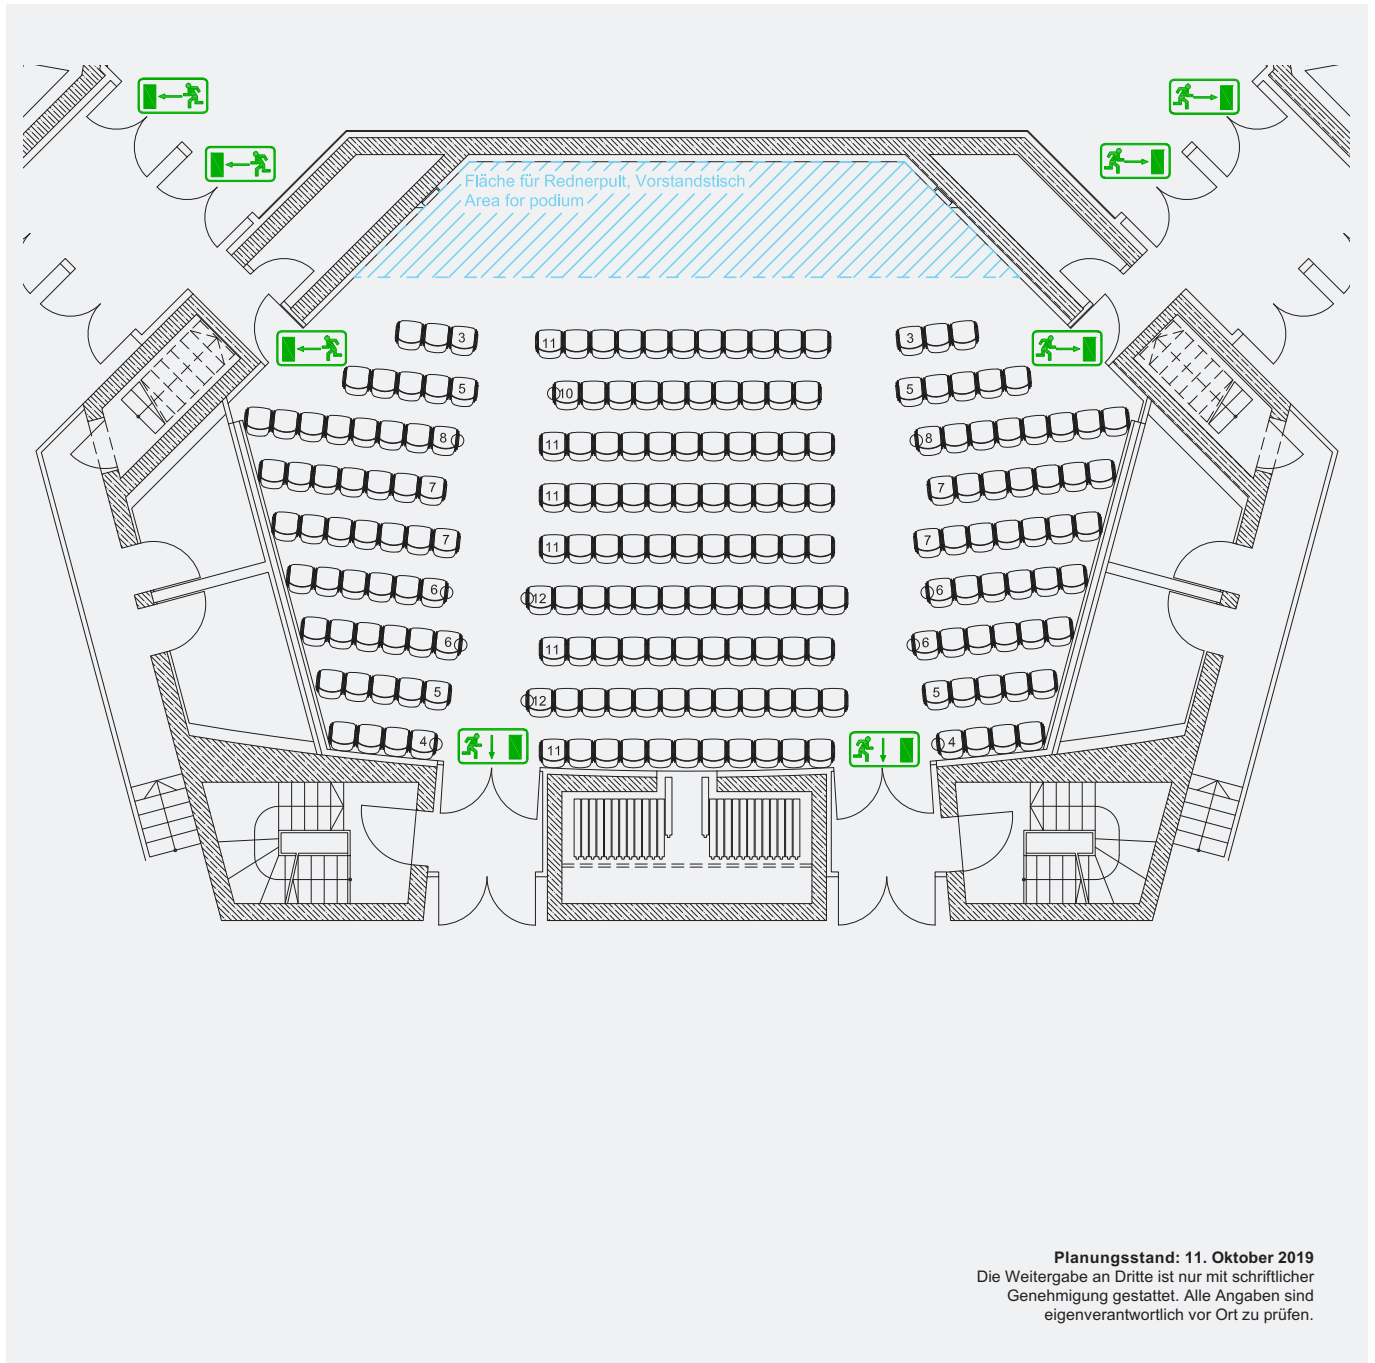 Fläche für Rednerpult, Vorstandstisch
Area for podium
3 11 3
5 10 5
8 11 8
7 11 7
7 11 7
6 12 6
6 11 6
5 12 5
4 11 4
Planungsstand: 11. Oktober 2019
Die Weitergabe an Dritte ist nur mit schriftlicher
Genehmigung gestattet. Alle Angaben sind
eigenverantwortlich vor Ort zu prüfen.